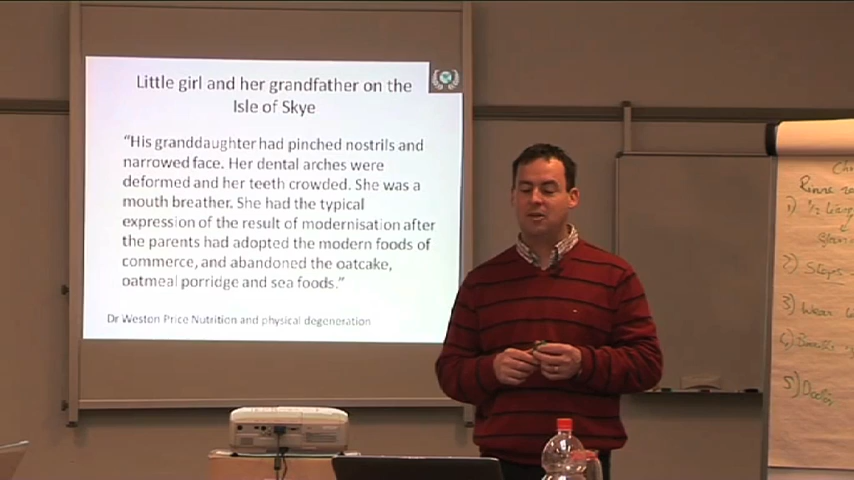 Little girl and her grandfather on the
Isle of Skye
“His granddaughter had pinched nostrils and
narrowed face. Her dental arches were
deformed and her teeth crowded. She was a
mouth breather. She had the typical
expression of the result of modernisation after
the parents had adopted the modern foods of
commerce, and abandoned the oatcake,
oatmeal porridge and sea foods.”
Dr Weston Price Nutrition and physical degeneration
1)
2) Steps
3) Wear
5)